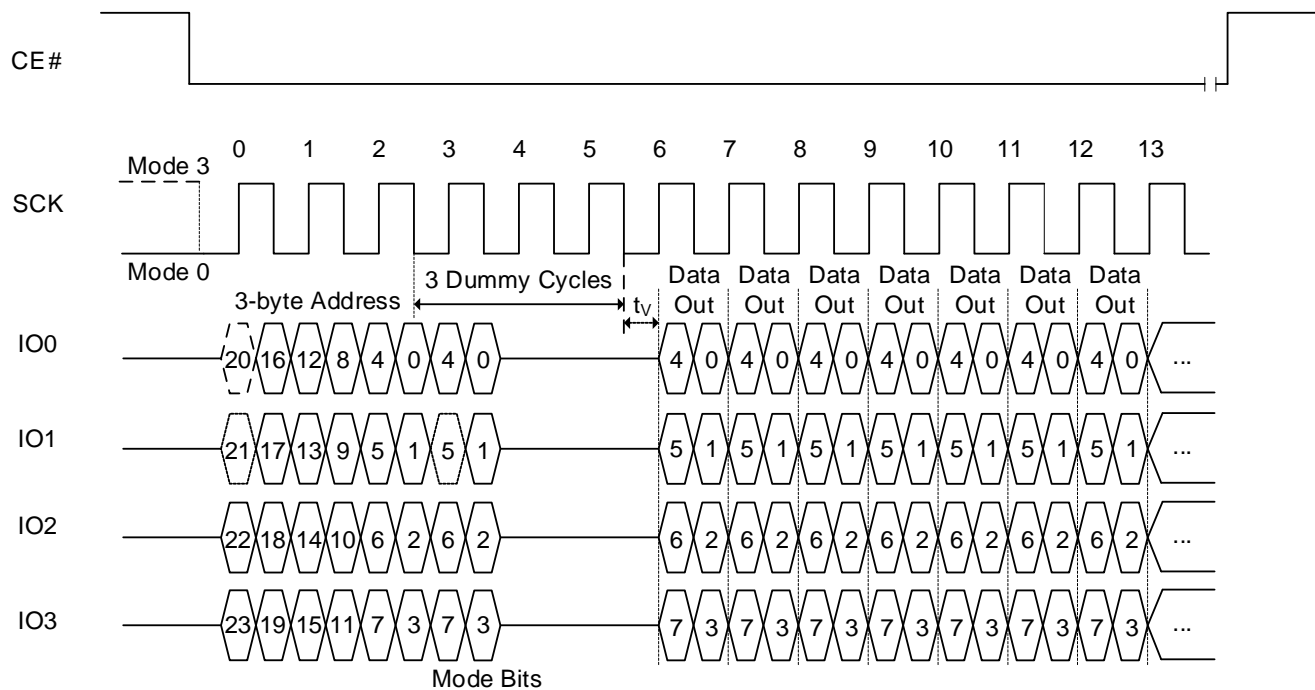 CE#
0 1 2 3 4 5 6 7 8 9 10 11 12 13
Mode 3
SCK
Mode 0
3-byte Address
3 Dummy Cycles
tV
Data Out
Data Out
Data Out
Data Out
Data Out
Data Out
Data Out
IO0
20 16 12 8 4 0 4 0 4 0 4 0 4 0 4 0 4 0 4 0 4 0 ...
IO1
21 17 13 9 5 1 5 1 5 1 5 1 5 1 5 1 5 1 5 1 5 1 ...
IO2
22 18 14 10 6 2 6 2 6 2 6 2 6 2 6 2 6 2 6 2 6 2 ...
IO3
23 19 15 11 7 3 7 3 7 3 7 3 7 3 7 3 7 3 7 3 7 3 ...
Mode Bits